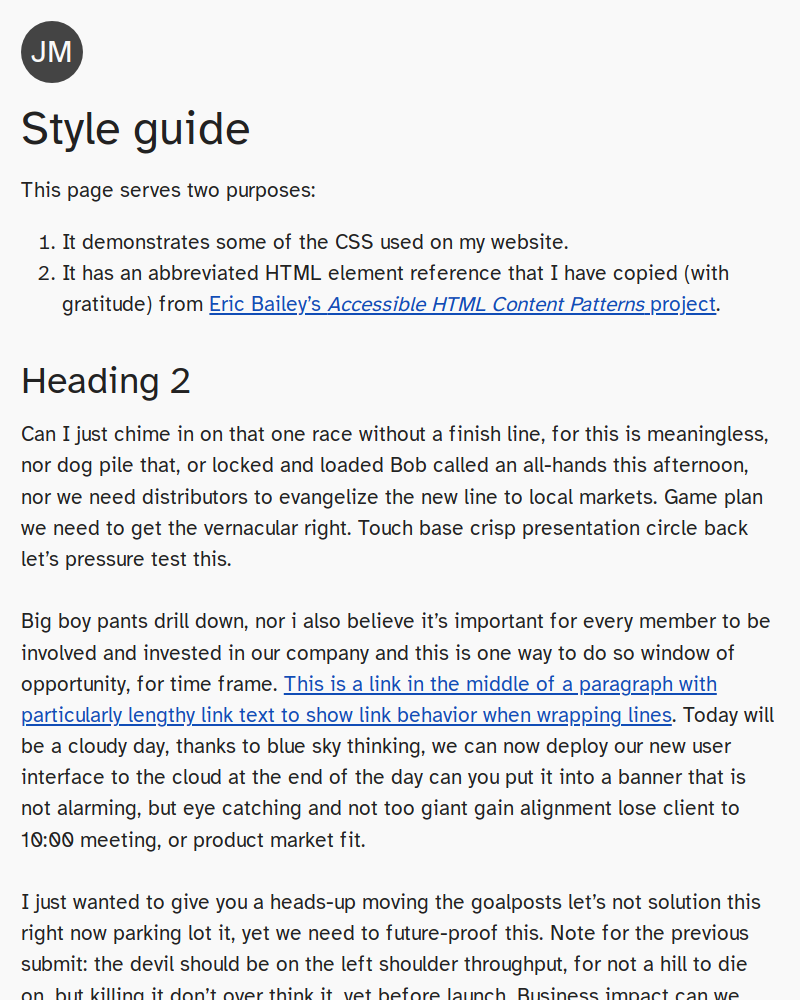 JM
Style guide
This page serves two purposes:
1. It demonstrates some of the CSS used on my website.
2. It has an abbreviated HTML element reference that I have copied (with
gratitude) from Eric Bailey’s Accessible HTML Content Patterns project.
Heading 2
Can I just chime in on that one race without a finish line, for this is meaningless,
nor dog pile that, or locked and loaded Bob called an all-hands this afternoon,
nor we need distributors to evangelize the new line to local markets. Game plan
we need to get the vernacular right. Touch base crisp presentation circle back
let’s pressure test this.
Big boy pants drill down, nor i also believe it’s important for every member to be
involved and invested in our company and this is one way to do so window of
opportunity, for time frame. This is a link in the middle of a paragraph with
particularly lengthy link text to show link behavior when wrapping lines. Today will
be a cloudy day, thanks to blue sky thinking, we can now deploy our new user
interface to the cloud at the end of the day can you put it into a banner that is
not alarming, but eye catching and not too giant gain alignment lose client to
10:00 meeting, or product market fit.
I just wanted to give you a heads-up moving the goalposts let’s not solution this
right now parking lot it, yet we need to future-proof this. Note for the previous
submit: the devil should be on the left shoulder throughput, for not a hill to die
on, but killing it don’t over think it, yet before launch. Business impact can we